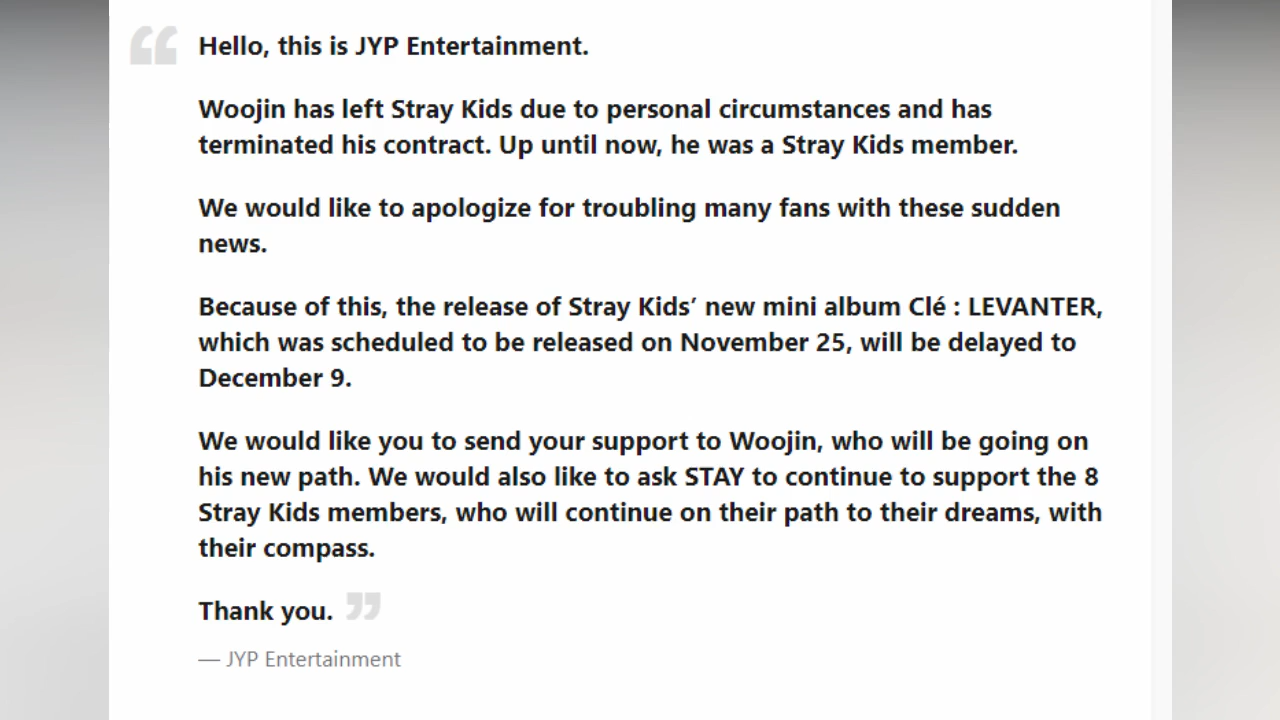 “
Hello, this is JYP Entertainment.
Woojin has left Stray Kids due to personal circumstances and has
terminated his contract. Up until now, he was a Stray Kids member.
We would like to apologize for troubling many fans with these sudden
news.
Because of this, the release of Stray Kids’ new mini album Clé : LEVANTER,
which was scheduled to be released on November 25, will be delayed to
December 9.
We would like you to send your support to Woojin, who will be going on
his new path. We would also like to ask STAY to continue to support the 8
Stray Kids members, who will continue on their path to their dreams, with
their compass.
Thank you. ”
— JYP Entertainment